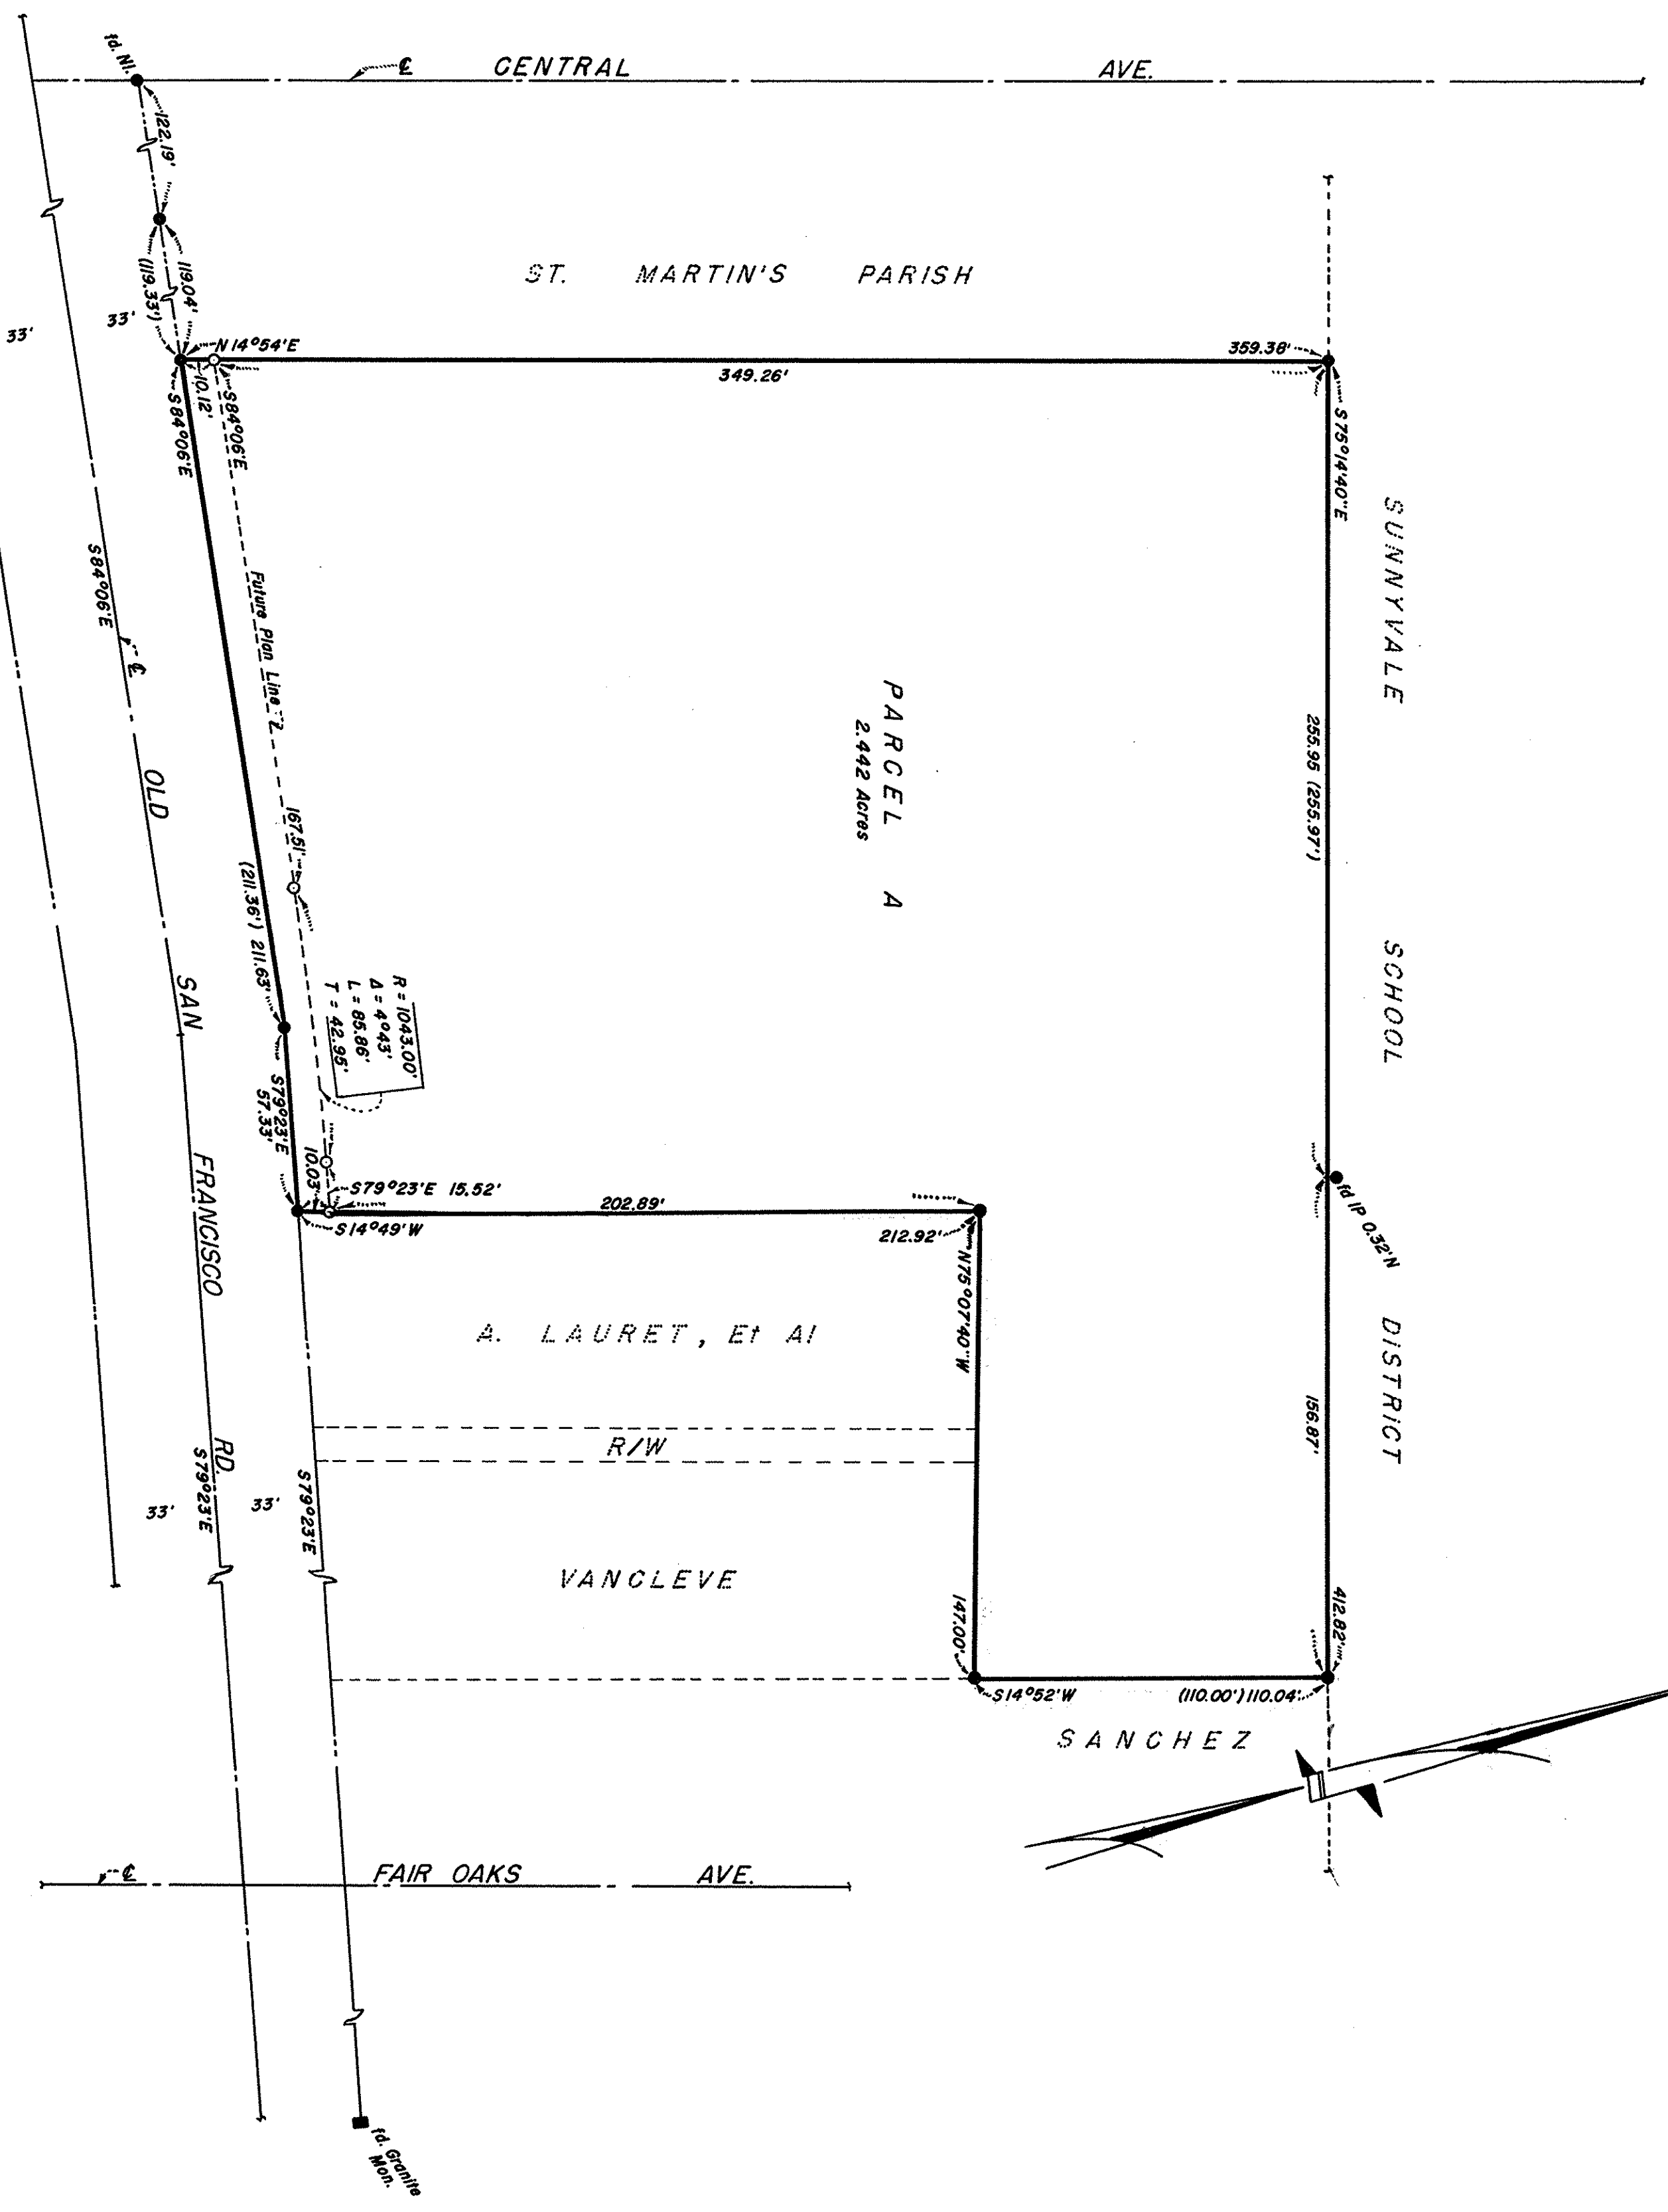 CENTRAL AVE.
℄
fd. Ni.
122.19'
119.04'
(119.33')
33'
33'
ST. MARTIN'S PARISH
N 14°54'E
359.38'
349.26'
10.12'
S84°06'E
S 84°06'E
S 75°14'40"E
S84°06'E
℄
Future Plan Line
167.51'
PARCEL A
2.442 Acres
SUNNYVALE SCHOOL DISTRICT
255.95 (255.97')
(211.36') 211.63'
R = 1043.00'
Δ = 4°43'
L = 85.86'
T = 42.95'
S79°23'E
57.33'
10.03'
S79°23'E 15.52'
S14°49'W
202.89'
212.92'
fd IP 0.32'N
N75°07'40"W
156.87'
OLD SAN FRANCISCO RD.
A. LAURET, Et Al
R/W
VANCLEVE
S79°23'E
S79°23'E
33'
33'
147.00'
412.82'
S14°52'W
(110.00') 110.04'
SANCHEZ
℄
FAIR OAKS AVE.
fd. Granite
Mon.